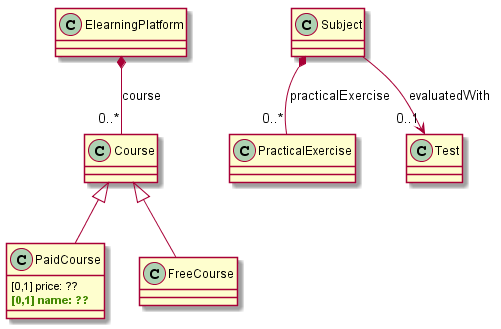 C ElearningPlatform
C Subject
course
practicalExercise
evaluatedWith
0..*
0..*
0..1
C Course
C PracticalExercise
C Test
C PaidCourse
[0,1] price: ??
[0,1] name: ??
C FreeCourse